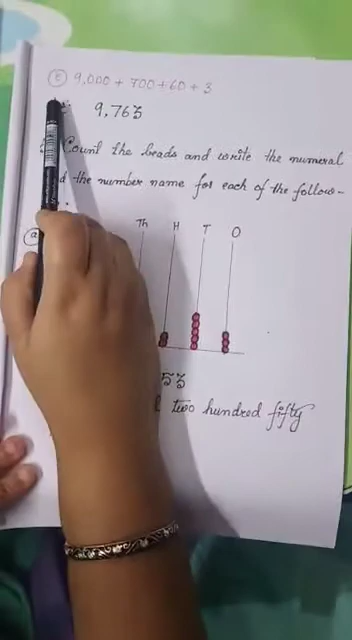 (c) 9,000 + 700 + 60 + 3
9,763
Count the beads and write the numeral
the number name for each of the follow-
(a) Th H T O
53
two hundred fifty